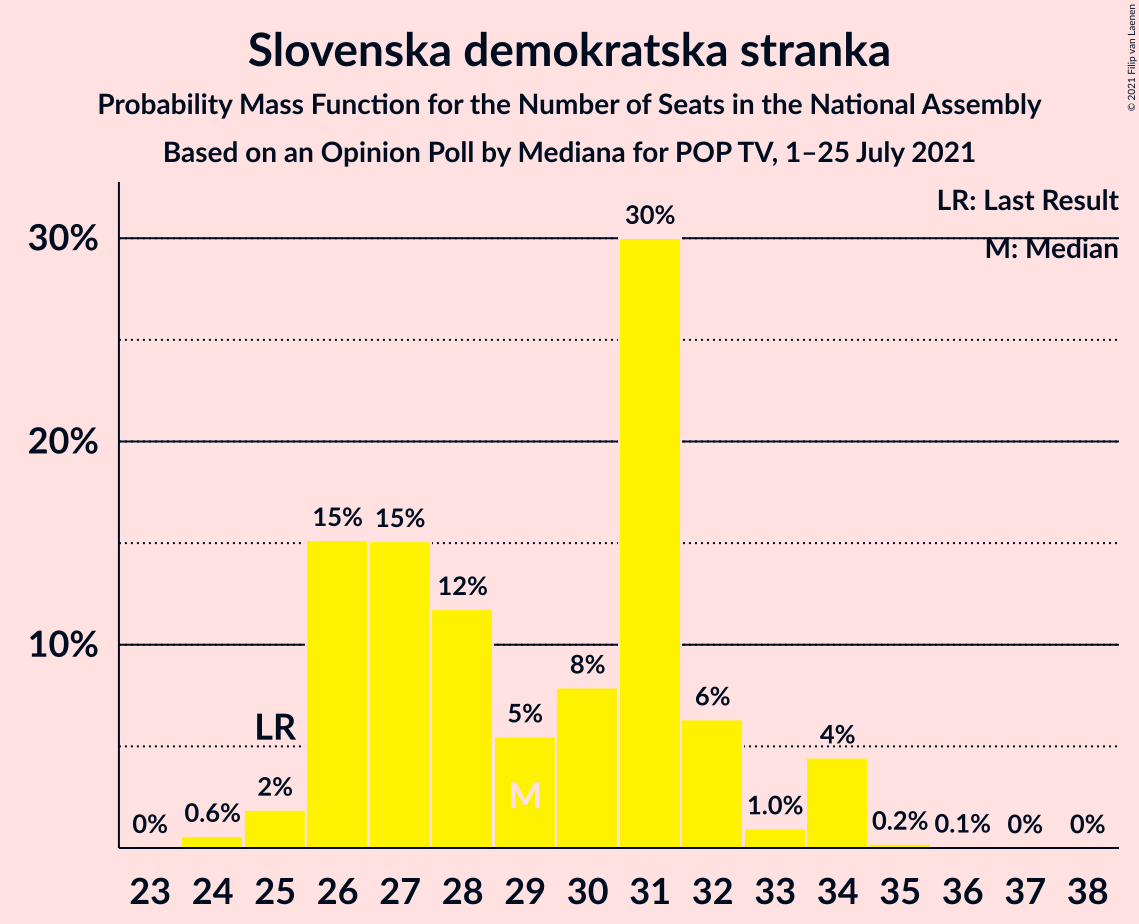 Slovenska demokratska stranka
Probability Mass Function for the Number of Seats in the National Assembly
Based on an Opinion Poll by Mediana for POP TV, 1–25 July 2021
© 2021 Filip van Laenen
LR: Last Result
M: Median
30%
20%
10%
0%
0.6%
2%
LR
15%
15%
12%
5%
M
8%
30%
6%
1.0%
4%
0.2%
0.1%
0%
0%
23 24 25 26 27 28 29 30 31 32 33 34 35 36 37 38